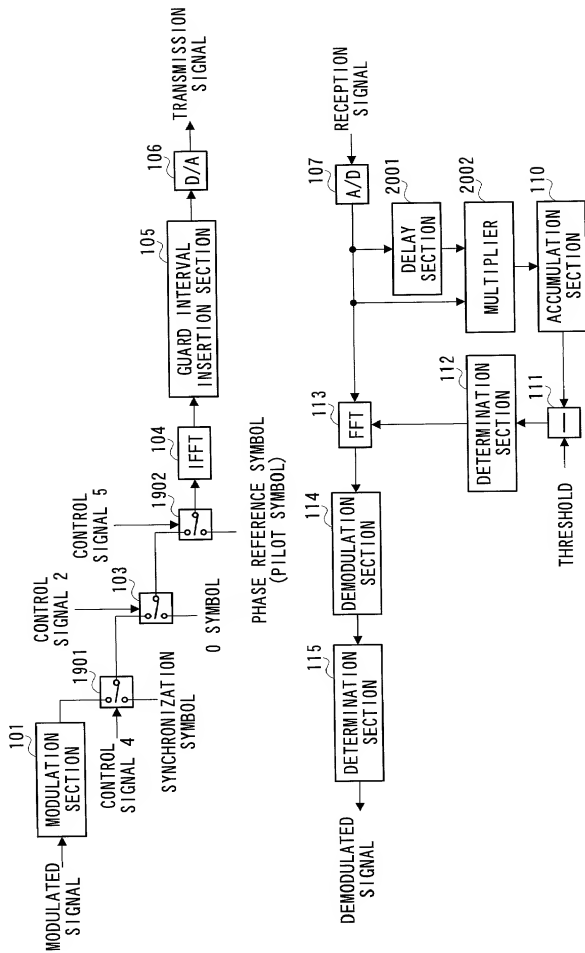 MODULATED
SIGNAL
101
MODULATION
SECTION
1901
CONTROL
SIGNAL 4
SYNCHRONIZATION
SYMBOL
CONTROL
SIGNAL 2
103
0 SYMBOL
CONTROL
SIGNAL 5
1902
PHASE REFERENCE SYMBOL
(PILOT SYMBOL)
104
IFFT
105
GUARD INTERVAL
INSERTION SECTION
106
D/A
TRANSMISSION
SIGNAL
RECEPTION
SIGNAL
107
A/D
2001
DELAY
SECTION
2002
MULTIPLIER
110
ACCUMULATION
SECTION
111
THRESHOLD
112
DETERMINATION
SECTION
113
FFT
114
DEMODULATION
SECTION
115
DETERMINATION
SECTION
DEMODULATED
SIGNAL